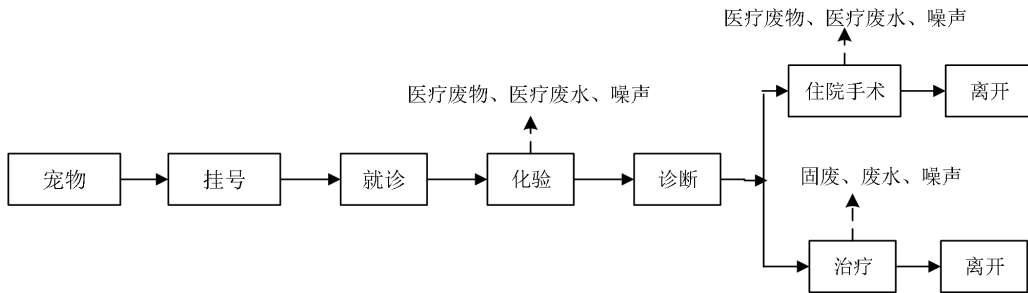 医疗废物、医疗废水、噪声
住院手术
离开
医疗废物、医疗废水、噪声
宠物
挂号
就诊
化验
诊断
固废、废水、噪声
治疗
离开